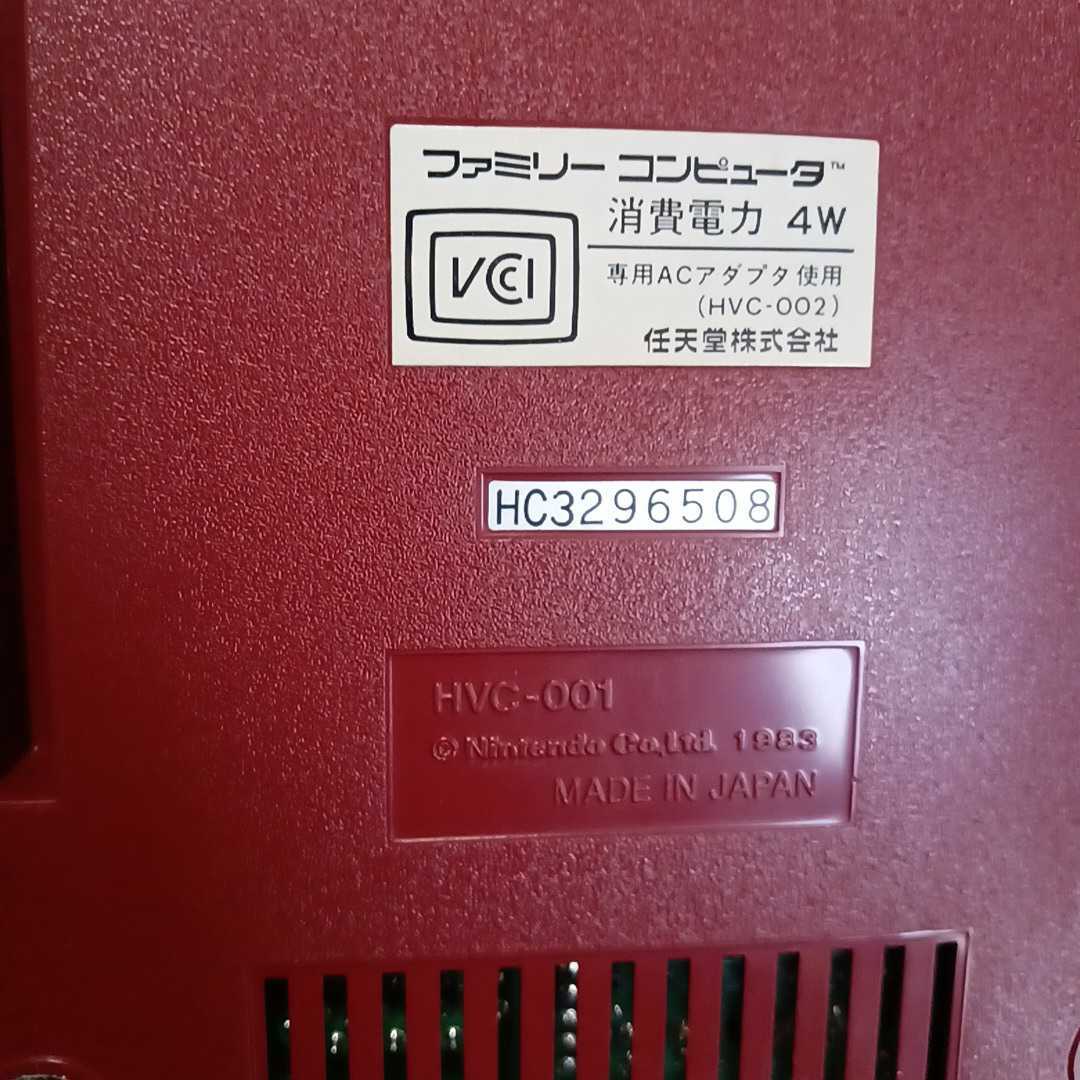 ファミリー コンピュータ™
消費電力 4W
VCCI
専用ACアダプタ使用
(HVC-002)
任天堂株式会社
HC3296508
HVC-001
© Nintendo Co.,Ltd. 1983
MADE IN JAPAN